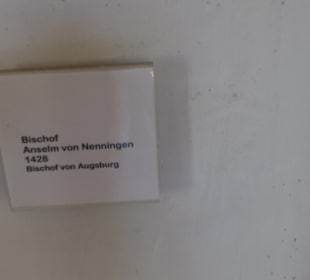 Bischof
Anselm von Nenningen
1428
Bischof von Augsburg